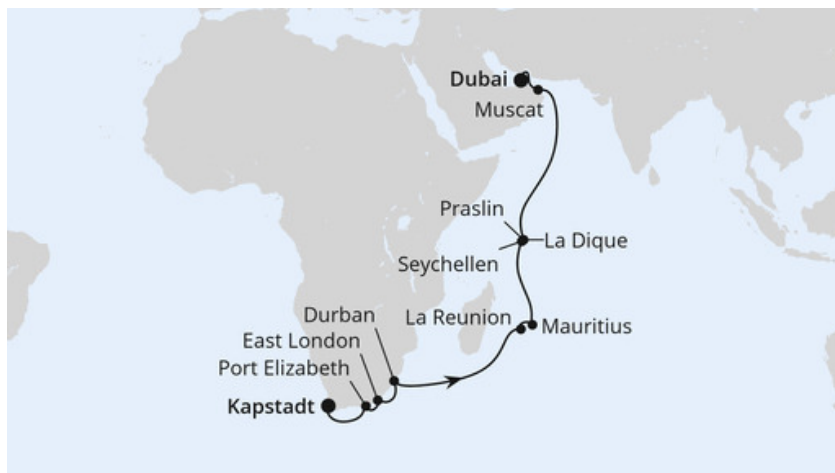 Dubai
Muscat
Praslin
La Dique
Seychellen
Durban
La Reunion
Mauritius
East London
Port Elizabeth
Kapstadt